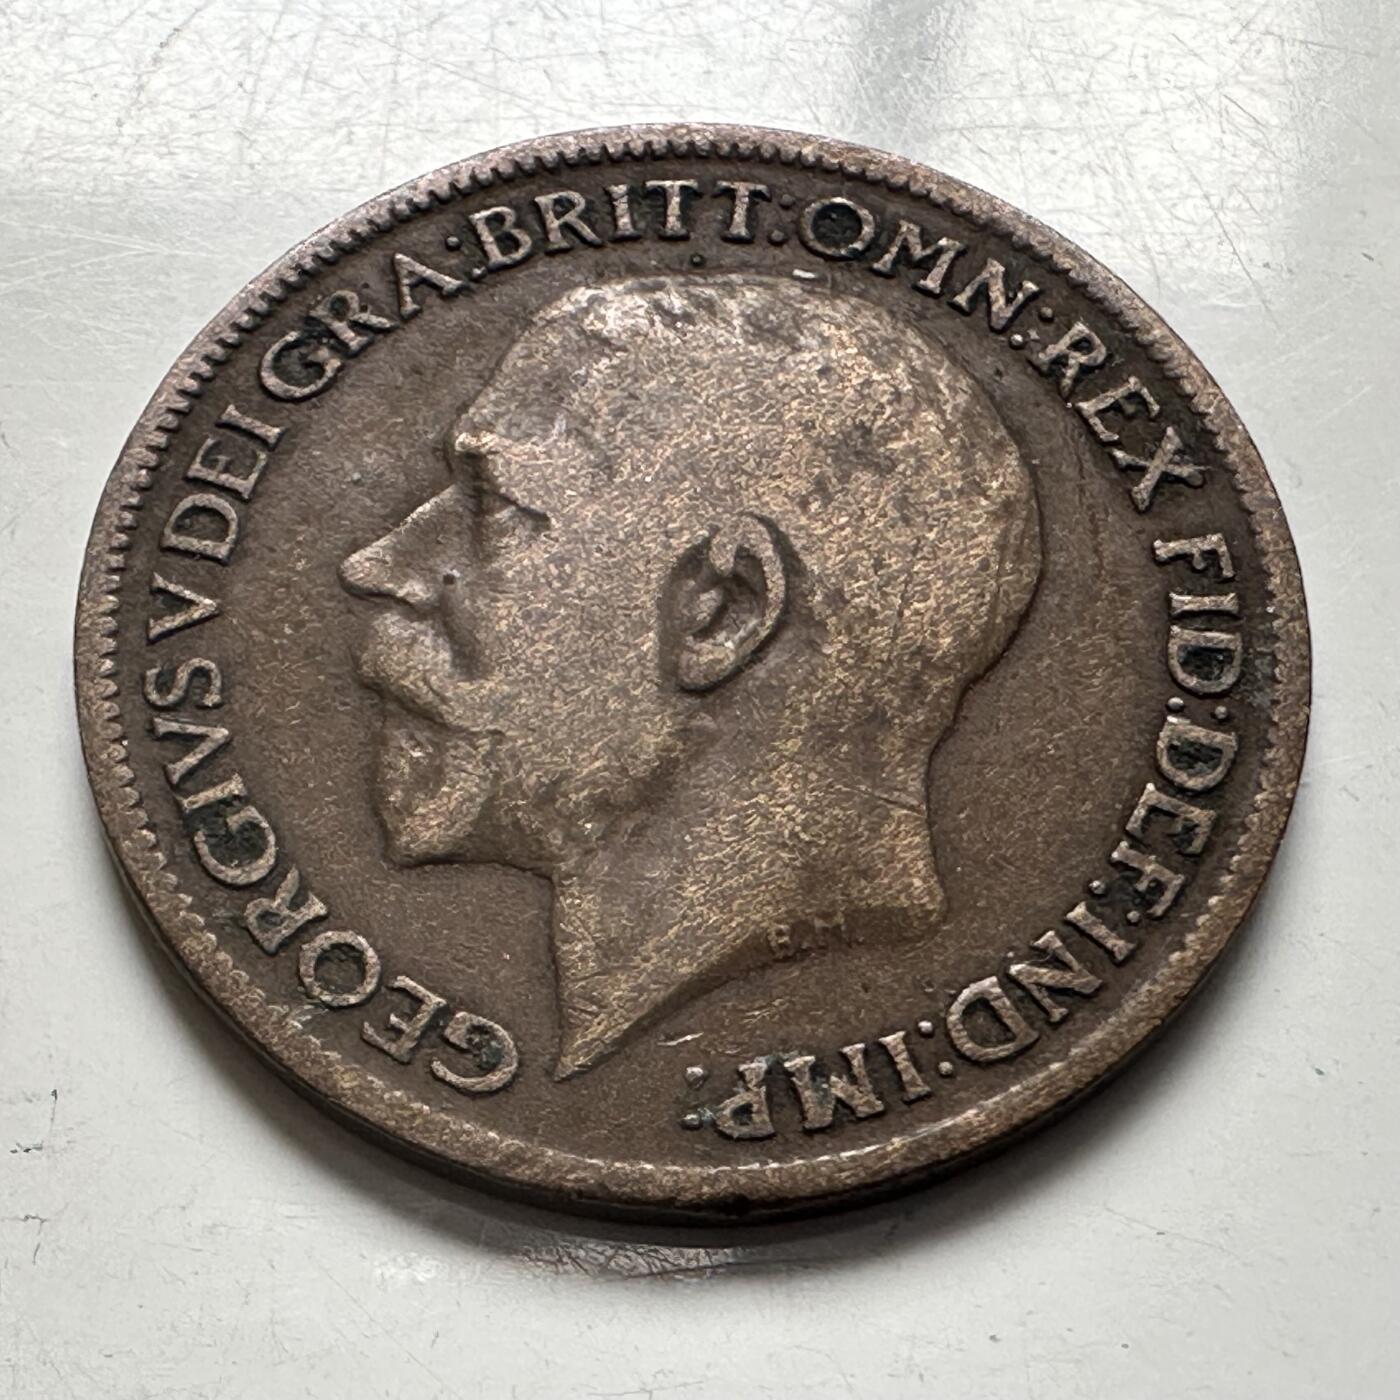 GEORGIVS V DEI GRA:BRITT:OMN:REX FID:DEF:IND:IMP:
B.M.